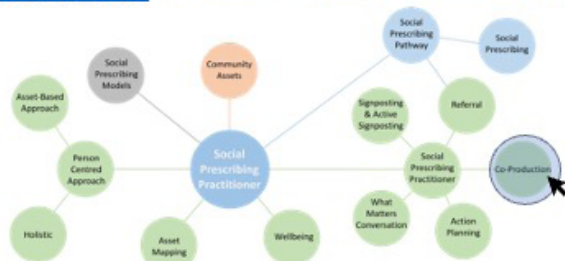 Social
Prescribing
Pathway
Social
Prescribing
Social
Prescribing
Models
Community
Assets
Asset-Based
Approach
Signposting
& Active
Signposting
Referral
Person
Centred
Approach
Social
Prescribing
Practitioner
Social
Prescribing
Practitioner
Co-Production
Holistic
Asset
Mapping
Wellbeing
What
Matters
Conversation
Action
Planning